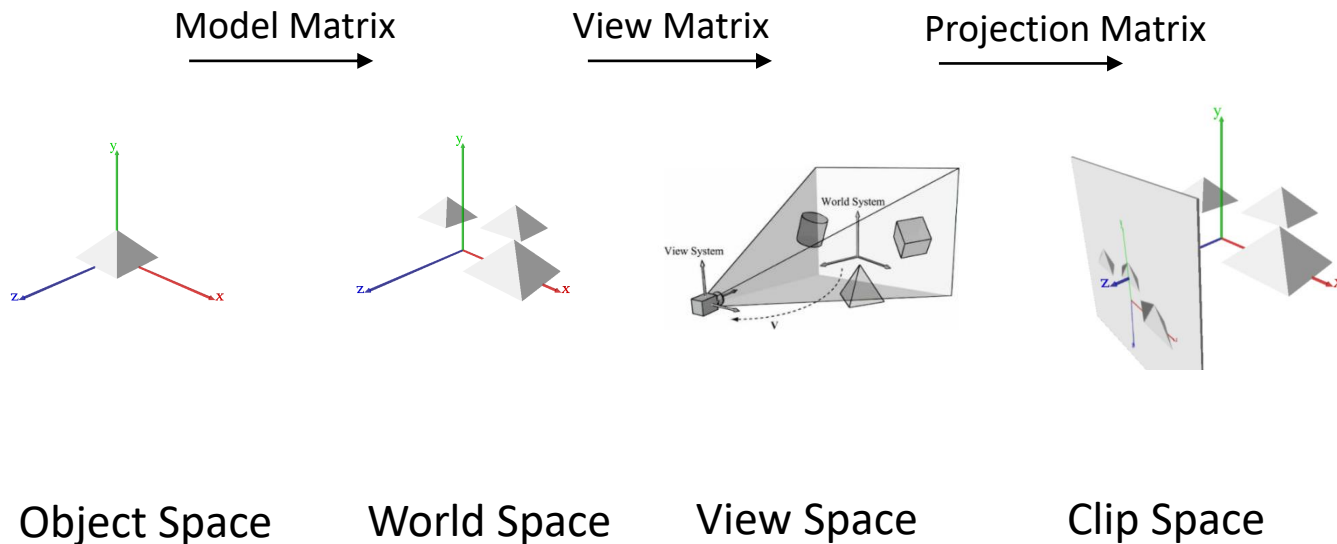 Model Matrix
View Matrix
Projection Matrix
y
z
x
y
z
x
World System
View System
V
y
z
x
Object Space
World Space
View Space
Clip Space